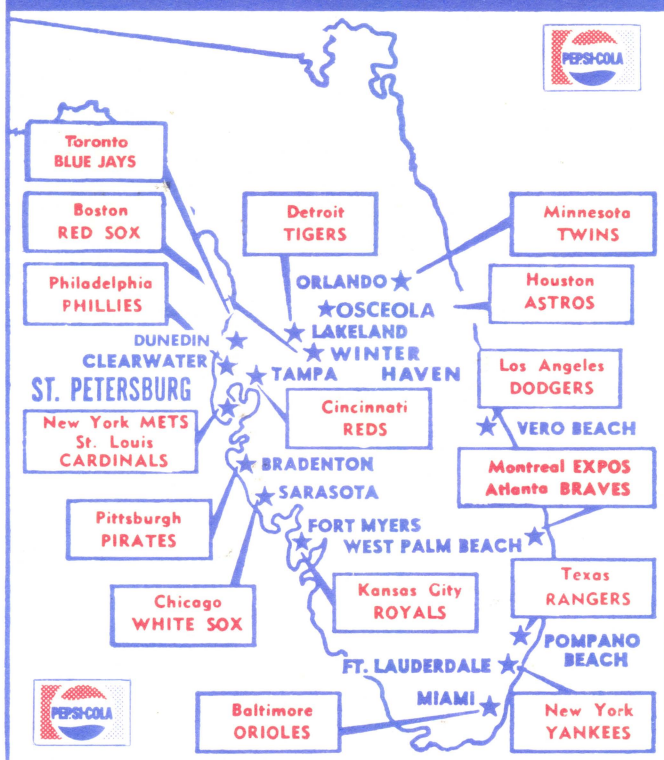 PEPSI-COLA
Toronto
BLUE JAYS
Boston
RED SOX
Detroit
TIGERS
Minnesota
TWINS
Philadelphia
PHILLIES
ORLANDO
Houston
ASTROS
OSCEOLA
DUNEDIN
LAKELAND
CLEARWATER
WINTER
HAVEN
TAMPA
Los Angeles
DODGERS
ST. PETERSBURG
New York METS
St. Louis
CARDINALS
Cincinnati
REDS
VERO BEACH
BRADENTON
Montreal EXPOS
Atlanta BRAVES
SARASOTA
Pittsburgh
PIRATES
FORT MYERS
WEST PALM BEACH
Chicago
WHITE SOX
Kansas City
ROYALS
Texas
RANGERS
POMPANO
BEACH
FT. LAUDERDALE
MIAMI
PEPSI-COLA
Baltimore
ORIOLES
New York
YANKEES